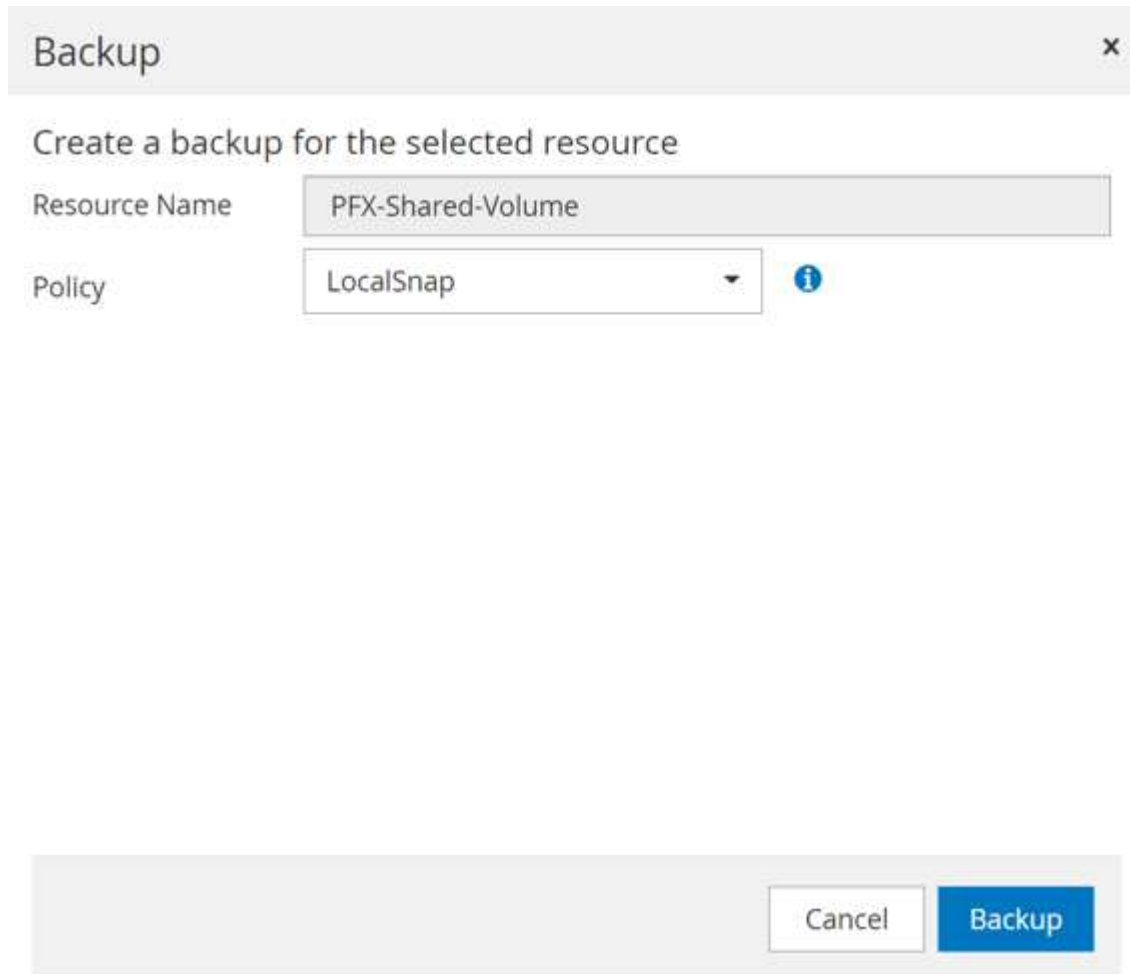 Backup
Create a backup for the selected resource
Resource Name PFX-Shared-Volume
Policy LocalSnap
Cancel Backup